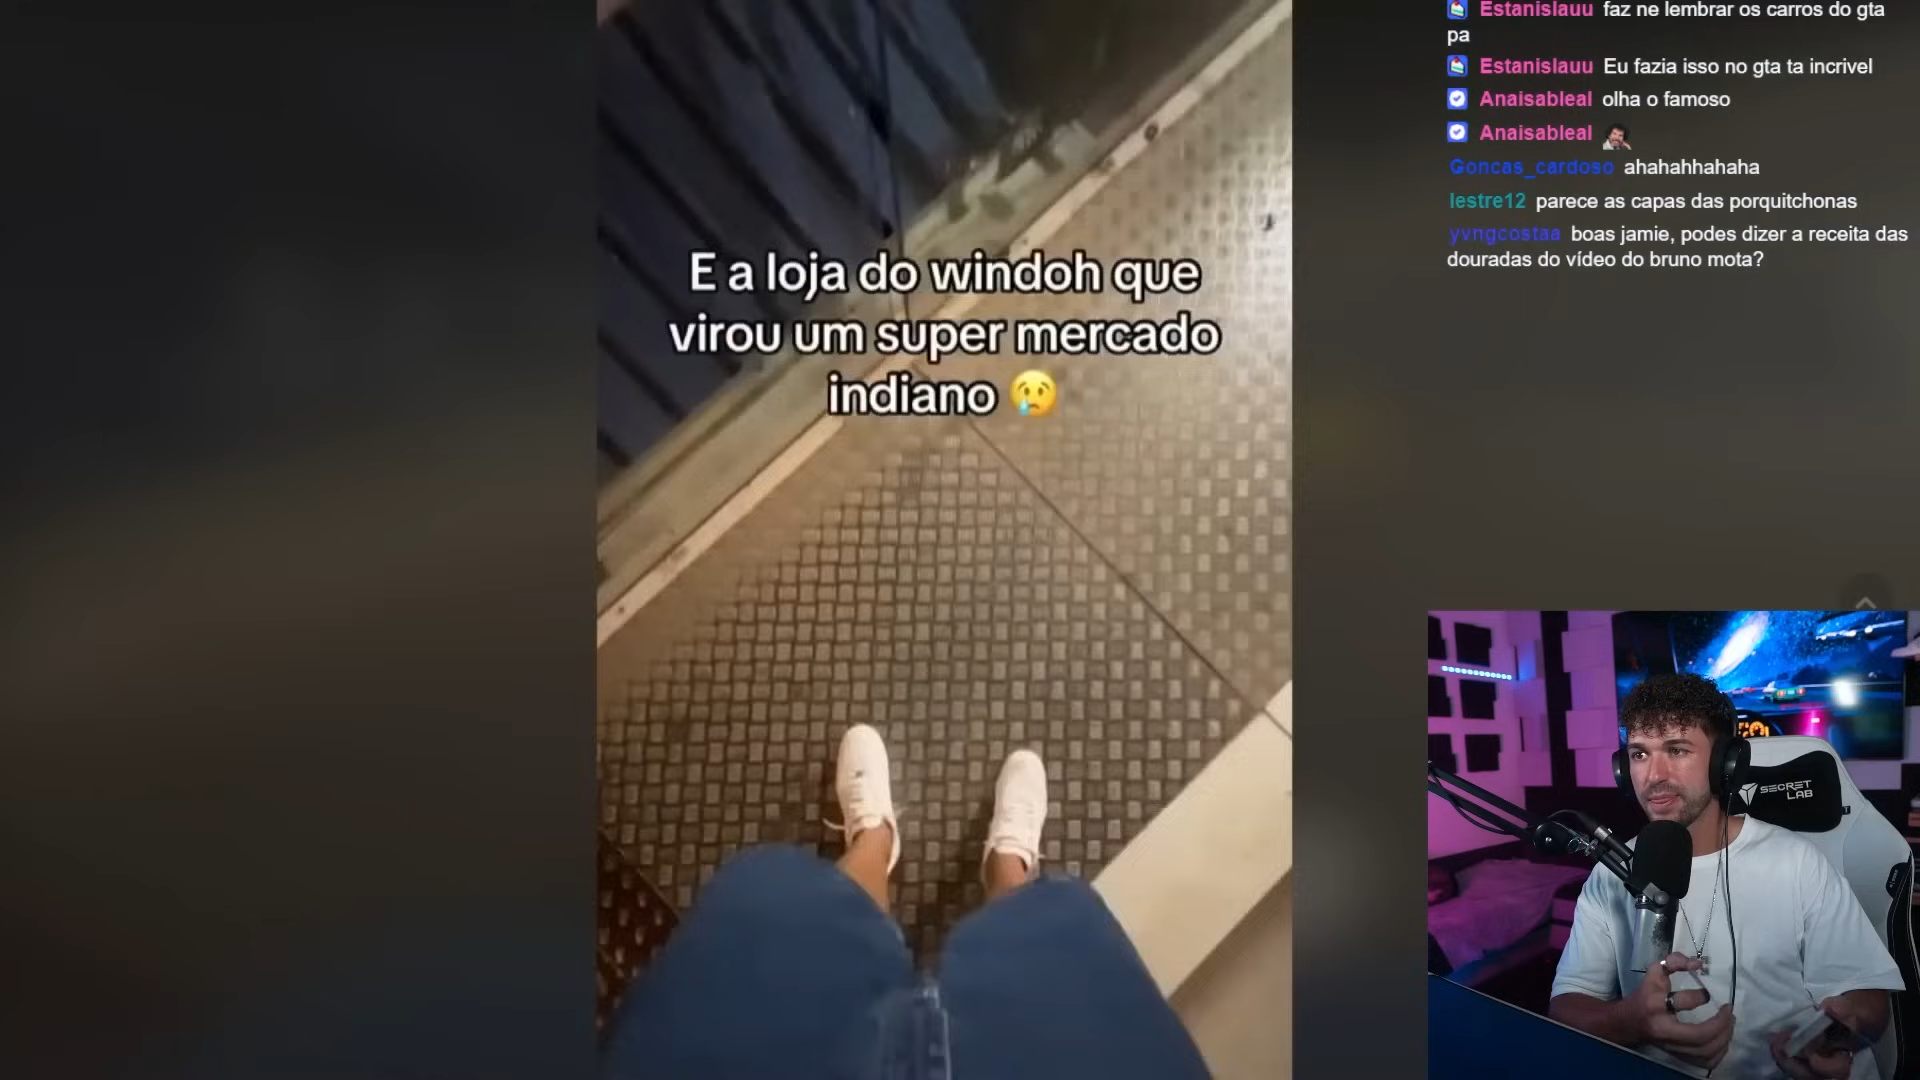 Estanislauu faz ne lembrar os carros do gta
pa
Estanislauu Eu fazia isso no gta ta incrivel
Anaisableal olha o famoso
Anaisableal
Goncas_cardoso ahahahhahaha
lestre12 parece as capas das porquitchonas
yvngcostaa boas jamie, podes dizer a receita das
douradas do vídeo do bruno mota?
E a loja do windoh que
virou um super mercado
indiano 😢
SECRET
LAB